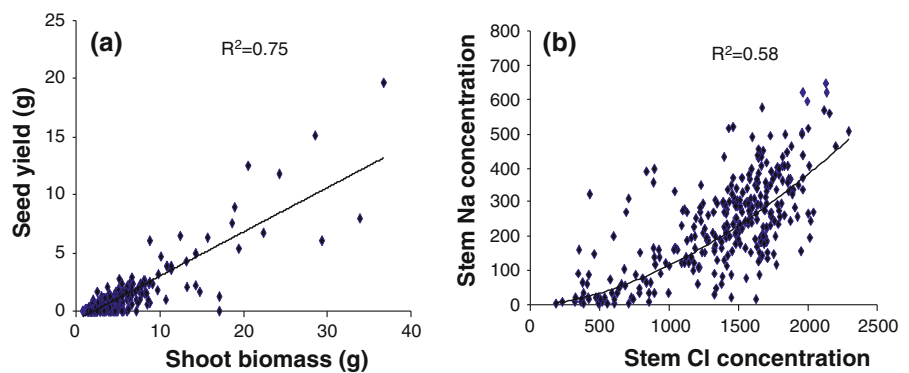 (a)
R²=0.75
Seed yield (g)
25
20
15
10
5
0
0 10 20 30 40
Shoot biomass (g)
(b)
R²=0.58
Stem Na concentration
800
700
600
500
400
300
200
100
0
0 500 1000 1500 2000 2500
Stem Cl concentration